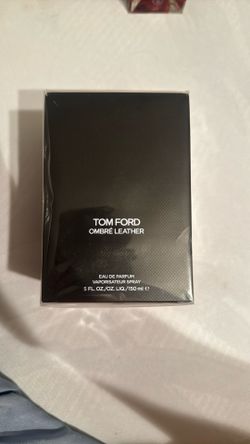 TOM FORD
OMBRÉ LEATHER
EAU DE PARFUM
VAPORISATEUR SPRAY
5 FL. OZ./OZ. LIQ./150 ml ℮